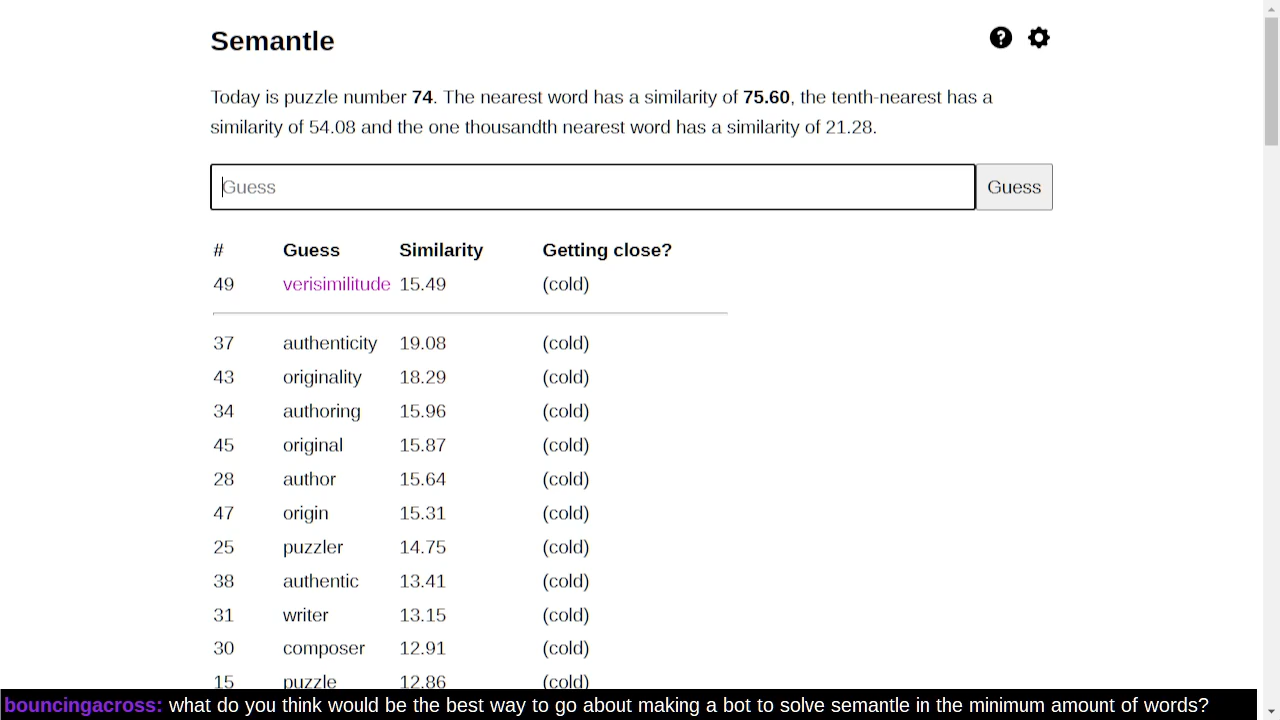 Semantle
Today is puzzle number 74. The nearest word has a similarity of 75.60, the tenth-nearest has a
similarity of 54.08 and the one thousandth nearest word has a similarity of 21.28.
Guess Guess
# Guess Similarity Getting close?
49 verisimilitude 15.49 (cold)
37 authenticity 19.08 (cold)
43 originality 18.29 (cold)
34 authoring 15.96 (cold)
45 original 15.87 (cold)
28 author 15.64 (cold)
47 origin 15.31 (cold)
25 puzzler 14.75 (cold)
38 authentic 13.41 (cold)
31 writer 13.15 (cold)
30 composer 12.91 (cold)
15 puzzle 12.86 (cold)
bouncingacross: what do you think would be the best way to go about making a bot to solve semantle in the minimum amount of words?